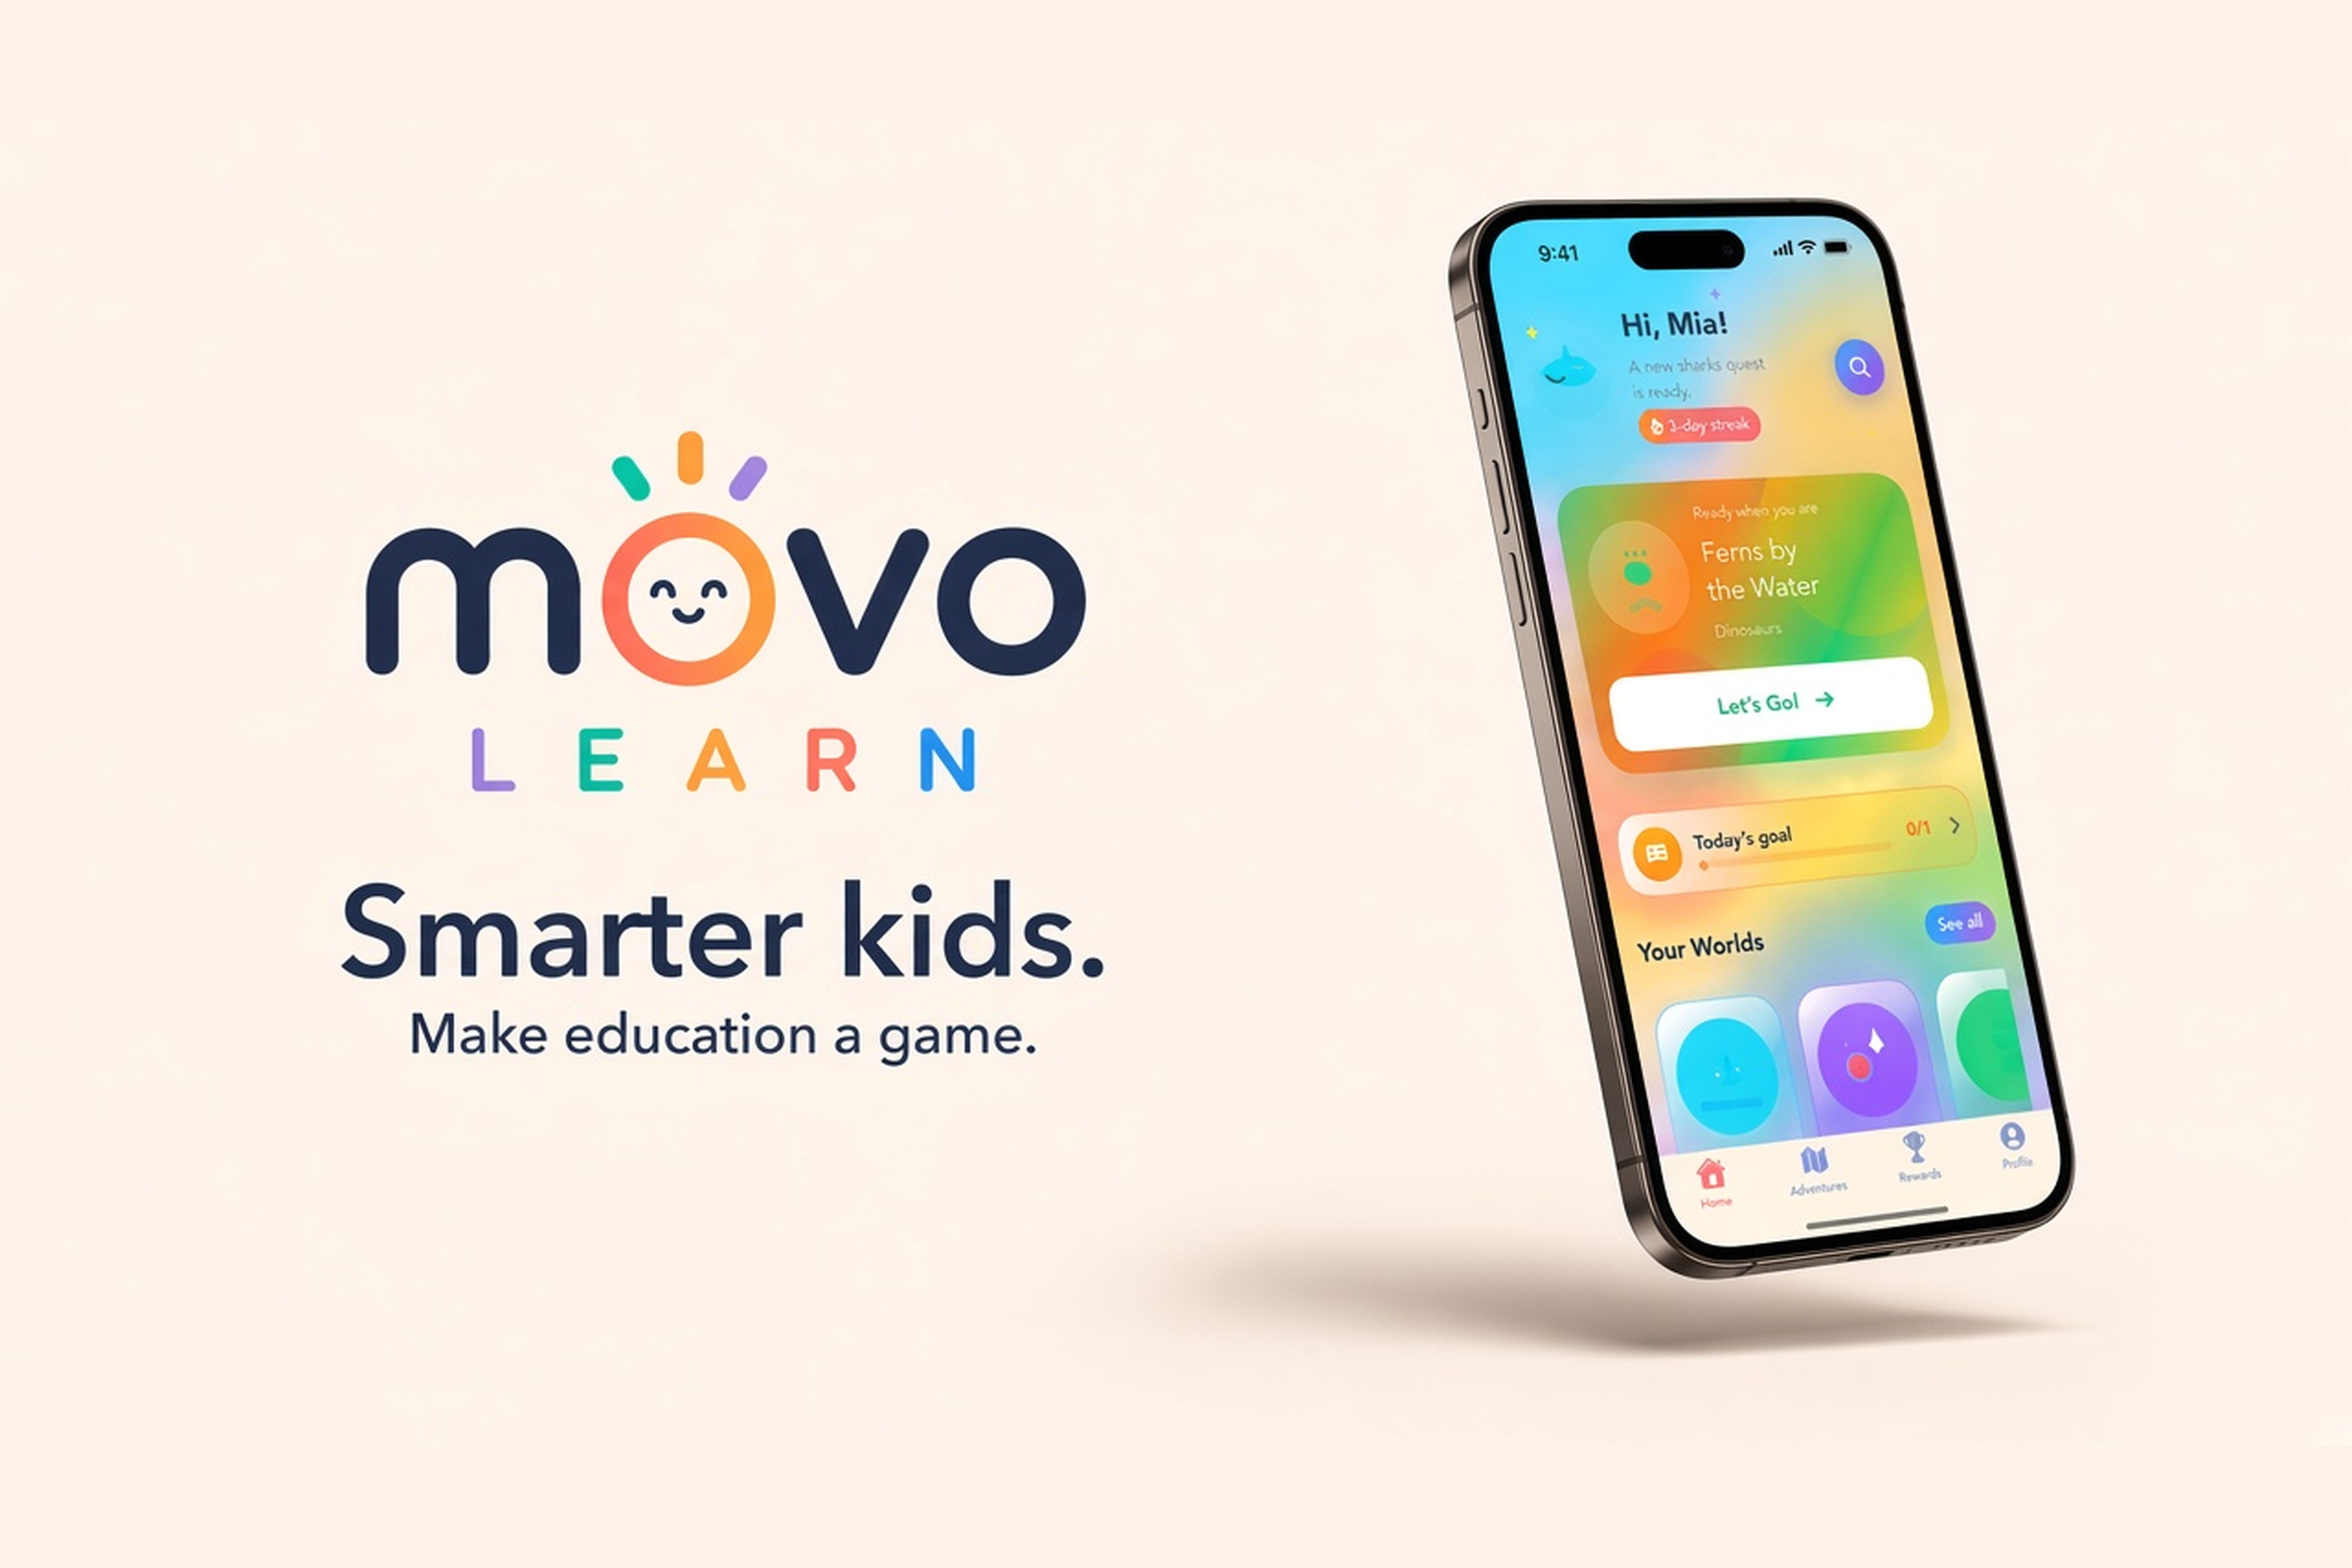 movo
LEARN
Smarter kids.
Make education a game.
9:41
Hi, Mia!
A new sharks quest
is ready.
3-day streak
Ready when you are
Ferns by
the Water
Dinosaurs
Let's Go!
Today's goal
0/1
Your Worlds
See all
Home
Adventures
Rewards
Profile